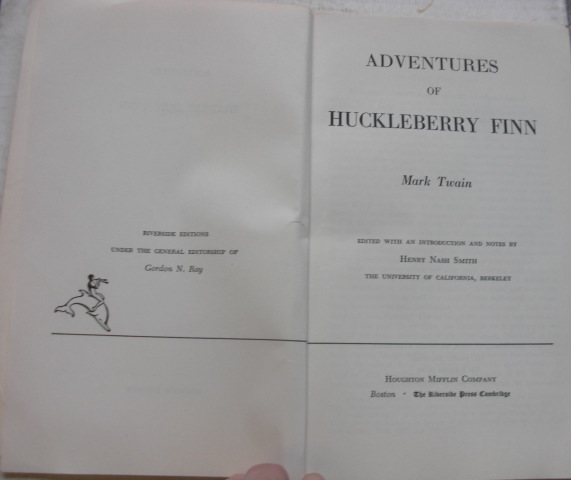 RIVERSIDE EDITIONS
UNDER THE GENERAL EDITORSHIP OF
Gordon N. Ray
ADVENTURES
OF
HUCKLEBERRY FINN
Mark Twain
EDITED WITH AN INTRODUCTION AND NOTES BY
HENRY NASH SMITH
THE UNIVERSITY OF CALIFORNIA, BERKELEY
HOUGHTON MIFFLIN COMPANY
Boston · The Riverside Press Cambridge